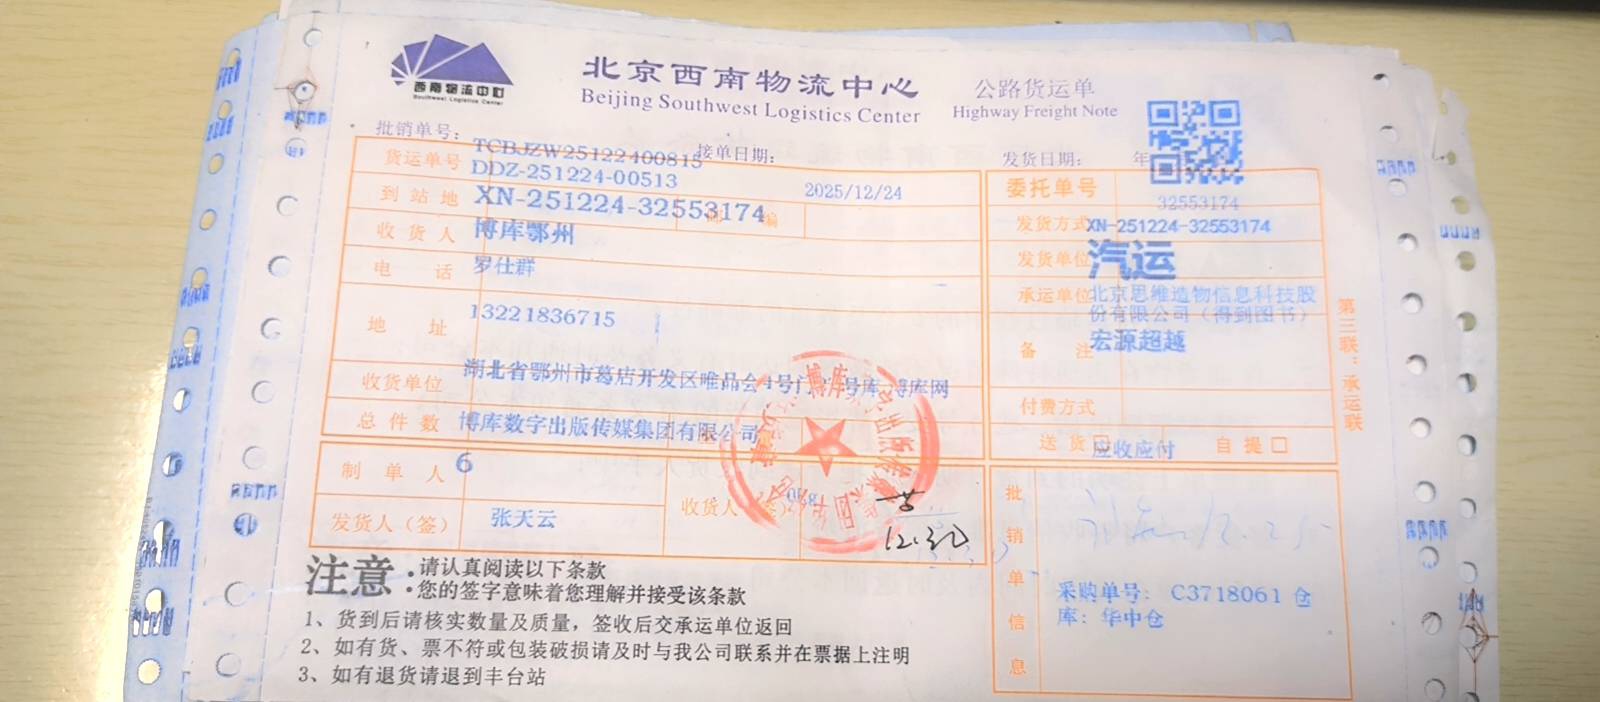 西南物流中心
Southwest Logistics Center
北京西南物流中心
Beijing Southwest Logistics Center
公路货运单
Highway Freight Note
批销单号: TCBJZW25122400815 接单日期: 2025/12/24
发货日期: 年
货运单号 DDZ-251224-00513
到站地 XN-251224-32553174 邮编
收货人 博库鄂州
电话 罗仕群
地址 13221836715
湖北省鄂州市葛店开发区唯品会4号门 号库 博库网
收货单位
总件数 博库数字出版传媒集团有限公司
制单人 6
发货人(签) 张天云
收货人(签)
12.30
委托单号 32553174
发货方式 XN-251224-32553174
发货单位 汽运
承运单位 北京思维造物信息科技股
份有限公司(得到图书)
备注 宏源超越
付费方式
送货□ 应收应付 自提□
批销单信息
采购单号: C3718061 仓
库: 华中仓
第三联:承运联
注意:
请认真阅读以下条款
您的签字意味着您理解并接受该条款
1、货到后请核实数量及质量,签收后交承运单位返回
2、如有货、票不符或包装破损请及时与我公司联系并在票据上注明
3、如有退货请退到丰台站